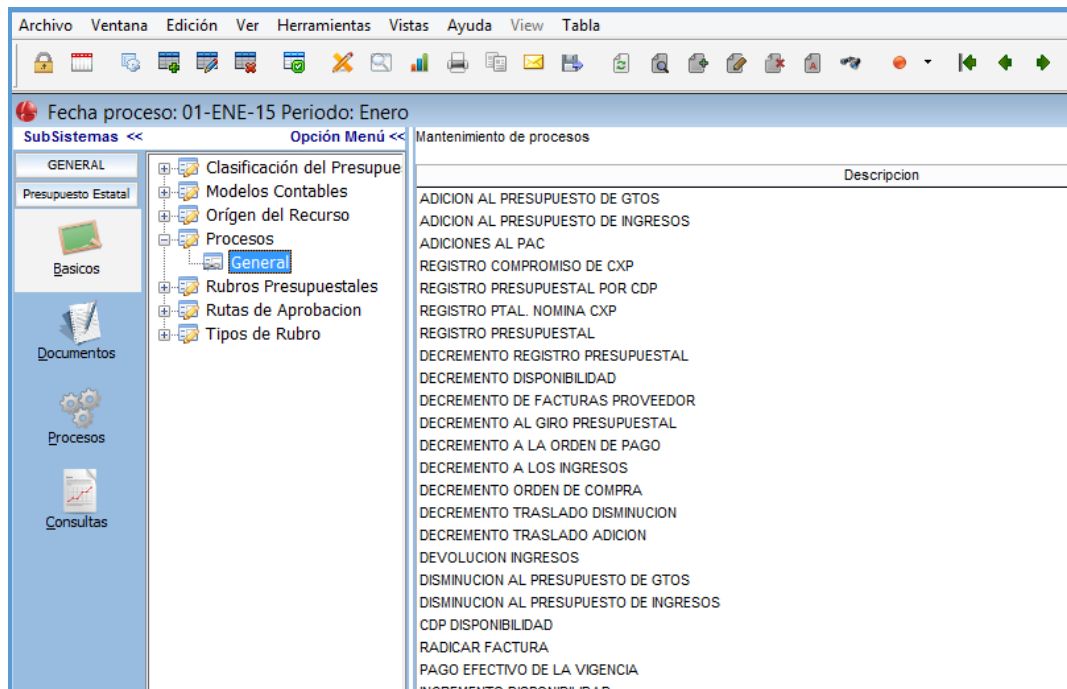 Archivo Ventana Edición Ver Herramientas Vistas Ayuda View Tabla
Fecha proceso: 01-ENE-15 Periodo: Enero
SubSistemas << Opción Menú <<
GENERAL
Presupuesto Estatal
Basicos
Documentos
Procesos
Consultas
Clasificación del Presupue
Modelos Contables
Orígen del Recurso
Procesos
General
Rubros Presupuestales
Rutas de Aprobacion
Tipos de Rubro
Mantenimiento de procesos
Descripcion
ADICION AL PRESUPUESTO DE GTOS
ADICION AL PRESUPUESTO DE INGRESOS
ADICIONES AL PAC
REGISTRO COMPROMISO DE CXP
REGISTRO PRESUPUESTAL POR CDP
REGISTRO PTAL. NOMINA CXP
REGISTRO PRESUPUESTAL
DECREMENTO REGISTRO PRESUPUESTAL
DECREMENTO DISPONIBILIDAD
DECREMENTO DE FACTURAS PROVEEDOR
DECREMENTO AL GIRO PRESUPUESTAL
DECREMENTO A LA ORDEN DE PAGO
DECREMENTO A LOS INGRESOS
DECREMENTO ORDEN DE COMPRA
DECREMENTO TRASLADO DISMINUCION
DECREMENTO TRASLADO ADICION
DEVOLUCION INGRESOS
DISMINUCION AL PRESUPUESTO DE GTOS
DISMINUCION AL PRESUPUESTO DE INGRESOS
CDP DISPONIBILIDAD
RADICAR FACTURA
PAGO EFECTIVO DE LA VIGENCIA